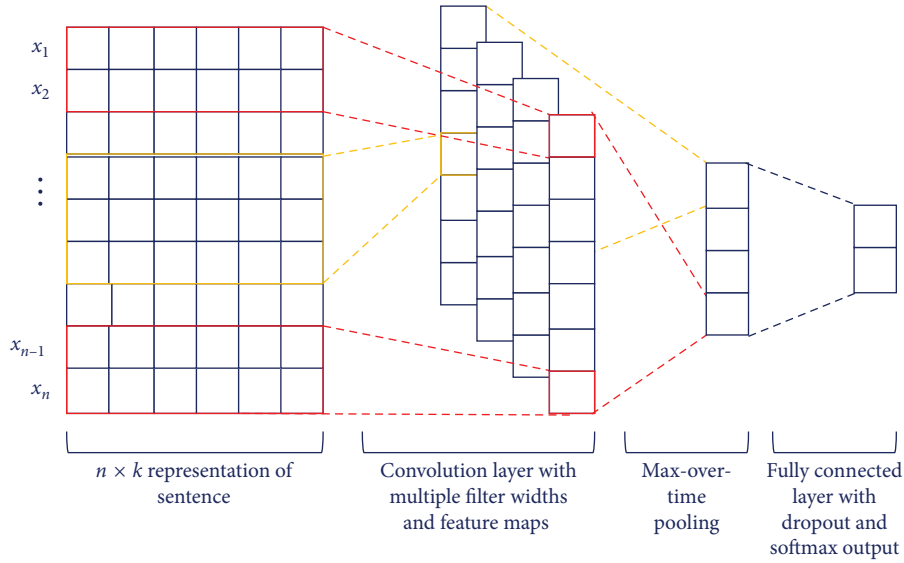 x₁
x₂
⋮
xₙ₋₁
xₙ
n × k representation of
sentence
Convolution layer with
multiple filter widths
and feature maps
Max-over-
time
pooling
Fully connected
layer with
dropout and
softmax output